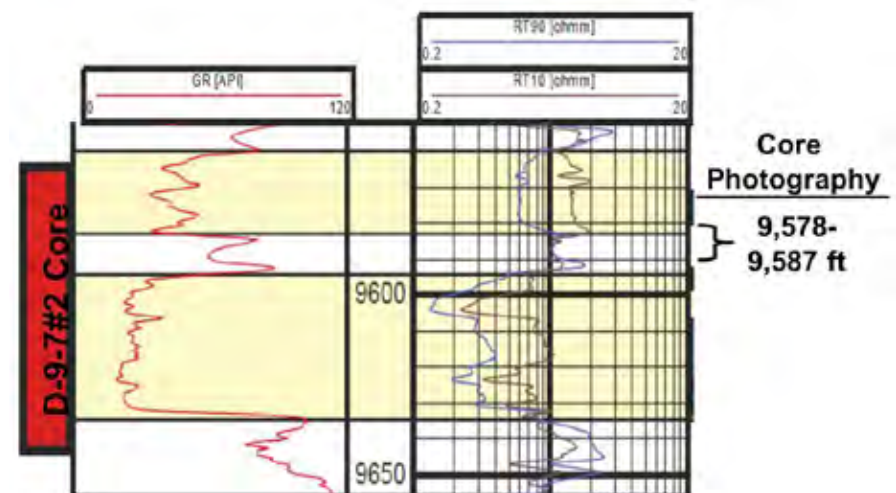 RT90 [ohmm]
0.2 20
GR [API]
0 120
RT10 [ohmm]
0.2 20
D-9-7#2 Core
Core
Photography
9,578-
9,587 ft
9600
9650